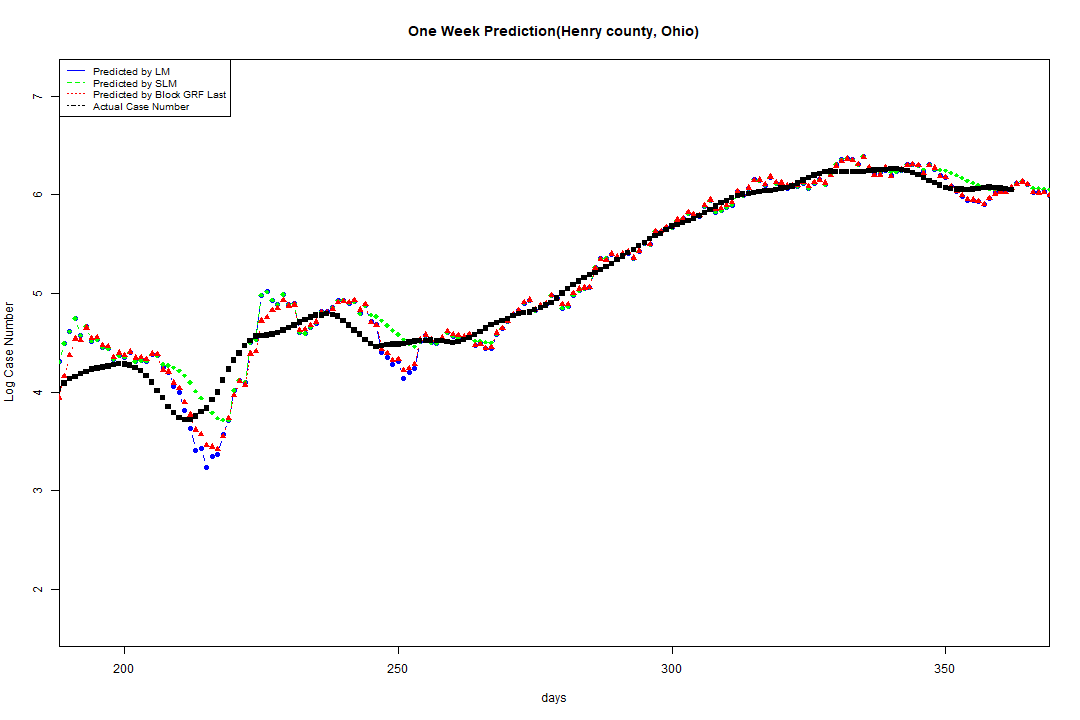 One Week Prediction(Henry county, Ohio)
Predicted by LM
Predicted by SLM
Predicted by Block GRF Last
Actual Case Number
7
6
5
4
3
2
Log Case Number
200
250
300
350
days